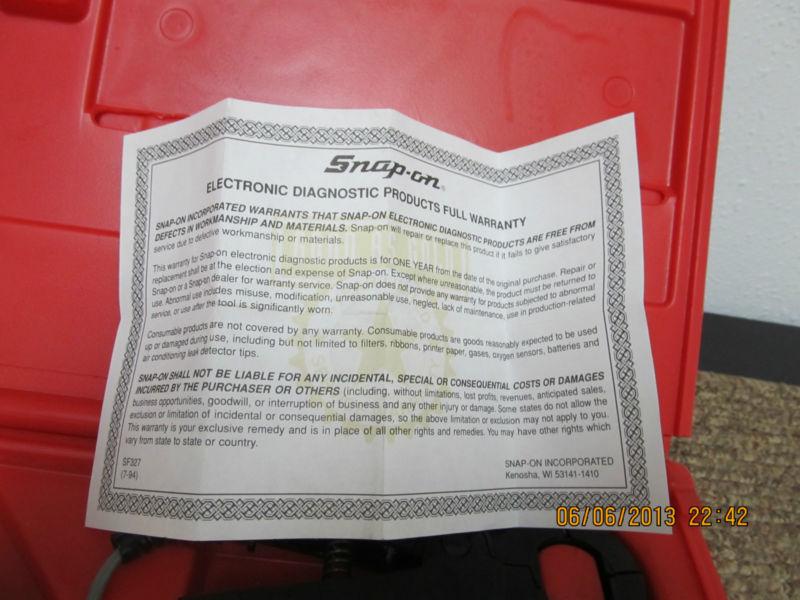 Snap-on®
ELECTRONIC DIAGNOSTIC PRODUCTS FULL WARRANTY
SNAP-ON INCORPORATED WARRANTS THAT SNAP-ON ELECTRONIC DIAGNOSTIC PRODUCTS ARE FREE FROM
DEFECTS IN WORKMANSHIP AND MATERIALS. Snap-on will repair or replace this product if it fails to give satisfactory
service due to defective workmanship or materials.
This warranty for Snap-on electronic diagnostic products is for ONE YEAR from the date of the original purchase. Repair or
replacement shall be at the election and expense of Snap-on. Except where unreasonable, the product must be returned to
Snap-on or a Snap-on dealer for warranty service. Snap-on does not provide any warranty for products subjected to abnormal
use. Abnormal use includes misuse, modification, unreasonable use, neglect, lack of maintenance, use in production-related
service, or use after the tool is significantly worn.
Consumable products are not covered by any warranty. Consumable products are goods reasonably expected to be used
up or damaged during use, including but not limited to filters, ribbons, printer paper, gases, oxygen sensors, batteries and
air conditioning leak detector tips.
SNAP-ON SHALL NOT BE LIABLE FOR ANY INCIDENTAL, SPECIAL OR CONSEQUENTIAL COSTS OR DAMAGES
INCURRED BY THE PURCHASER OR OTHERS (including, without limitations, lost profits, revenues, anticipated sales,
business opportunities, goodwill, or interruption of business and any other injury or damage. Some states do not allow the
exclusion or limitation of incidental or consequential damages, so the above limitation or exclusion may not apply to you.
This warranty is your exclusive remedy and is in place of all other rights and remedies. You may have other rights which
vary from state to state or country.
SF327
(7-94)
SNAP-ON INCORPORATED
Kenosha, WI 53141-1410
06/06/2013 22:42